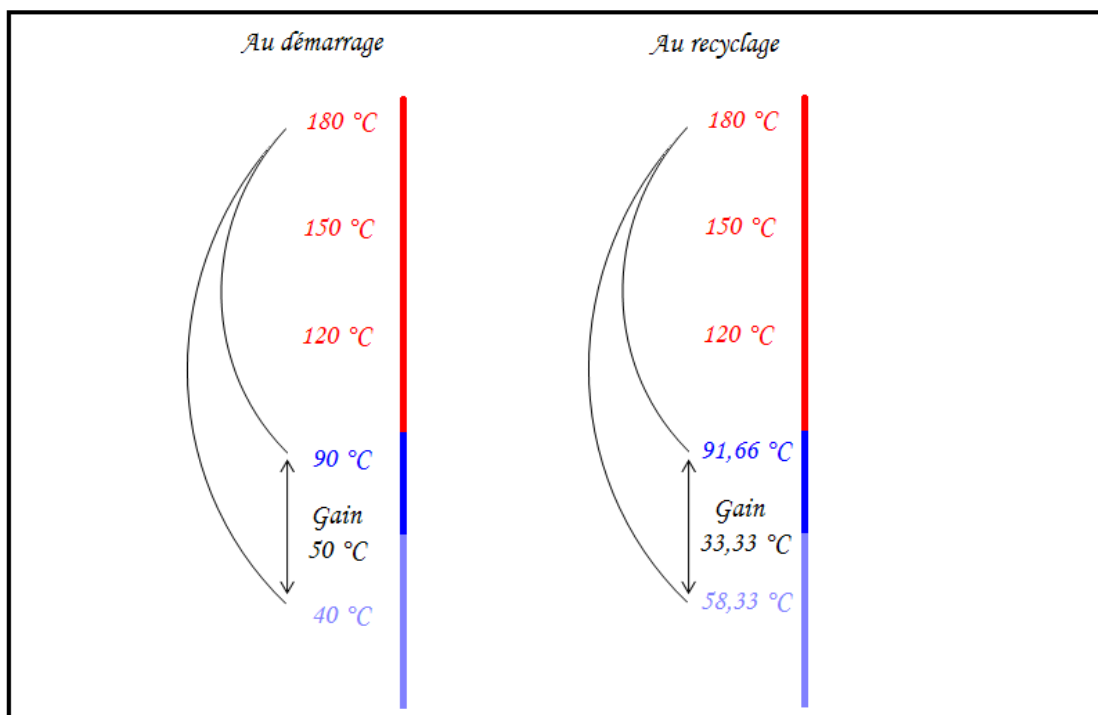 Au démarrage
180 °C
150 °C
120 °C
90 °C
Gain
50 °C
40 °C
Au recyclage
180 °C
150 °C
120 °C
91,66 °C
Gain
33,33 °C
58,33 °C